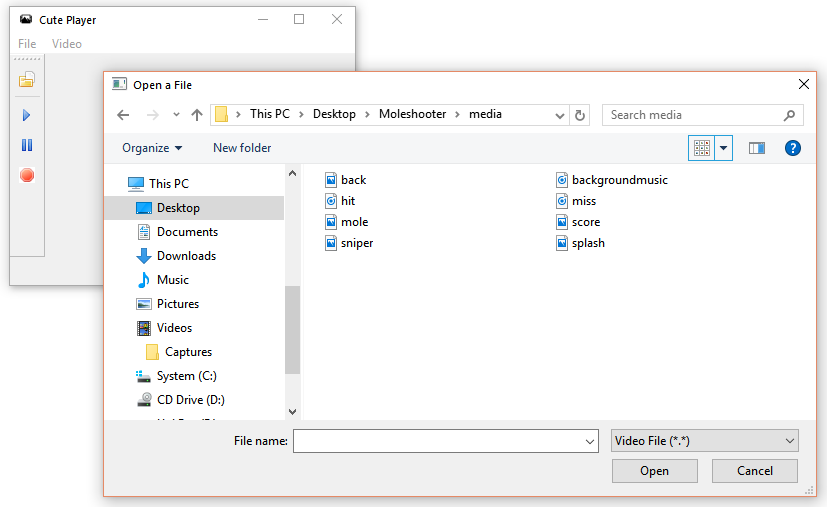 Cute Player
File Video
Open a File
This PC > Desktop > Moleshooter > media
Search media
Organize New folder
This PC
Desktop
Documents
Downloads
Music
Pictures
Videos
Captures
System (C:)
CD Drive (D:)
back backgroundmusic
hit miss
mole score
sniper splash
File name: Video File (*.*)
Open Cancel